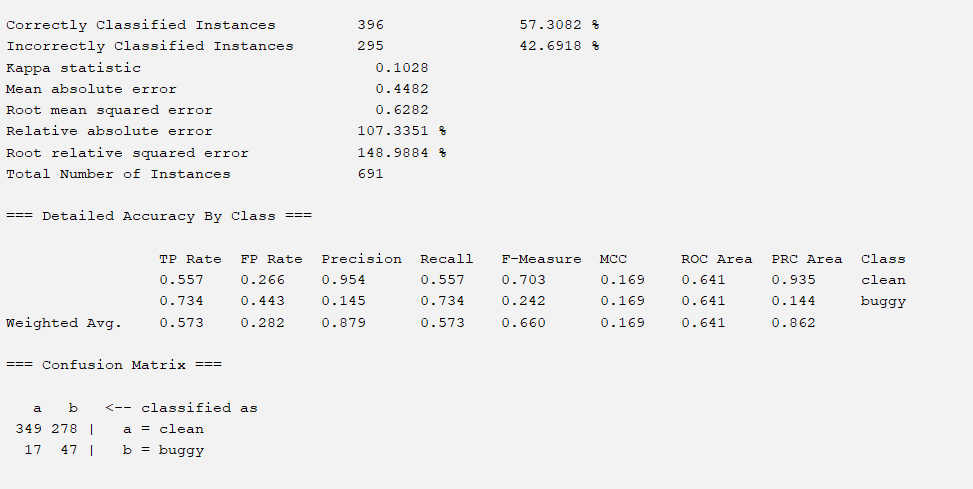 Correctly Classified Instances         396               57.3082 %
Incorrectly Classified Instances       295               42.6918 %
Kappa statistic                          0.1028
Mean absolute error                      0.4482
Root mean squared error                  0.6282
Relative absolute error                107.3351 %
Root relative squared error            148.9884 %
Total Number of Instances              691
=== Detailed Accuracy By Class ===
                 TP Rate  FP Rate  Precision  Recall   F-Measure  MCC      ROC Area  PRC Area  Class
                 0.557    0.266    0.954      0.557    0.703      0.169    0.641     0.935     clean
                 0.734    0.443    0.145      0.734    0.242      0.169    0.641     0.144     buggy
Weighted Avg.    0.573    0.282    0.879      0.573    0.660      0.169    0.641     0.862
=== Confusion Matrix ===
   a   b   <-- classified as
 349 278 |   a = clean
  17  47 |   b = buggy